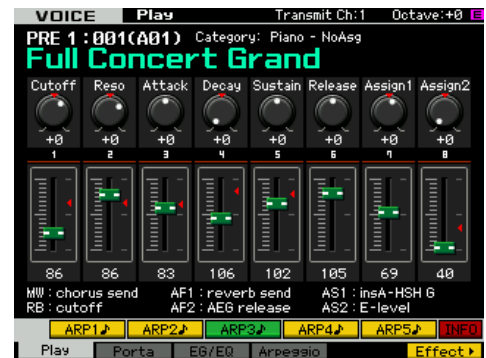 VOICE Play Transmit Ch:1 Octave:+0 E
PRE 1:001(A01) Category: Piano - NoAsg
Full Concert Grand
Cutoff Reso Attack Decay Sustain Release Assign1 Assign2
+0 +0 +0 +0 +0 +0 +0 +0
1 2 3 4 5 6 7 8
86 86 83 106 102 105 69 40
MW : chorus send AF1 : reverb send AS1 : insA-HSH G
RB : cutoff AF2 : AEG release AS2 : E-level
ARP1♪ ARP2♪ ARP3♪ ARP4♪ ARP5♪ INFO
Play Porta EG/EQ Arpeggio Effect